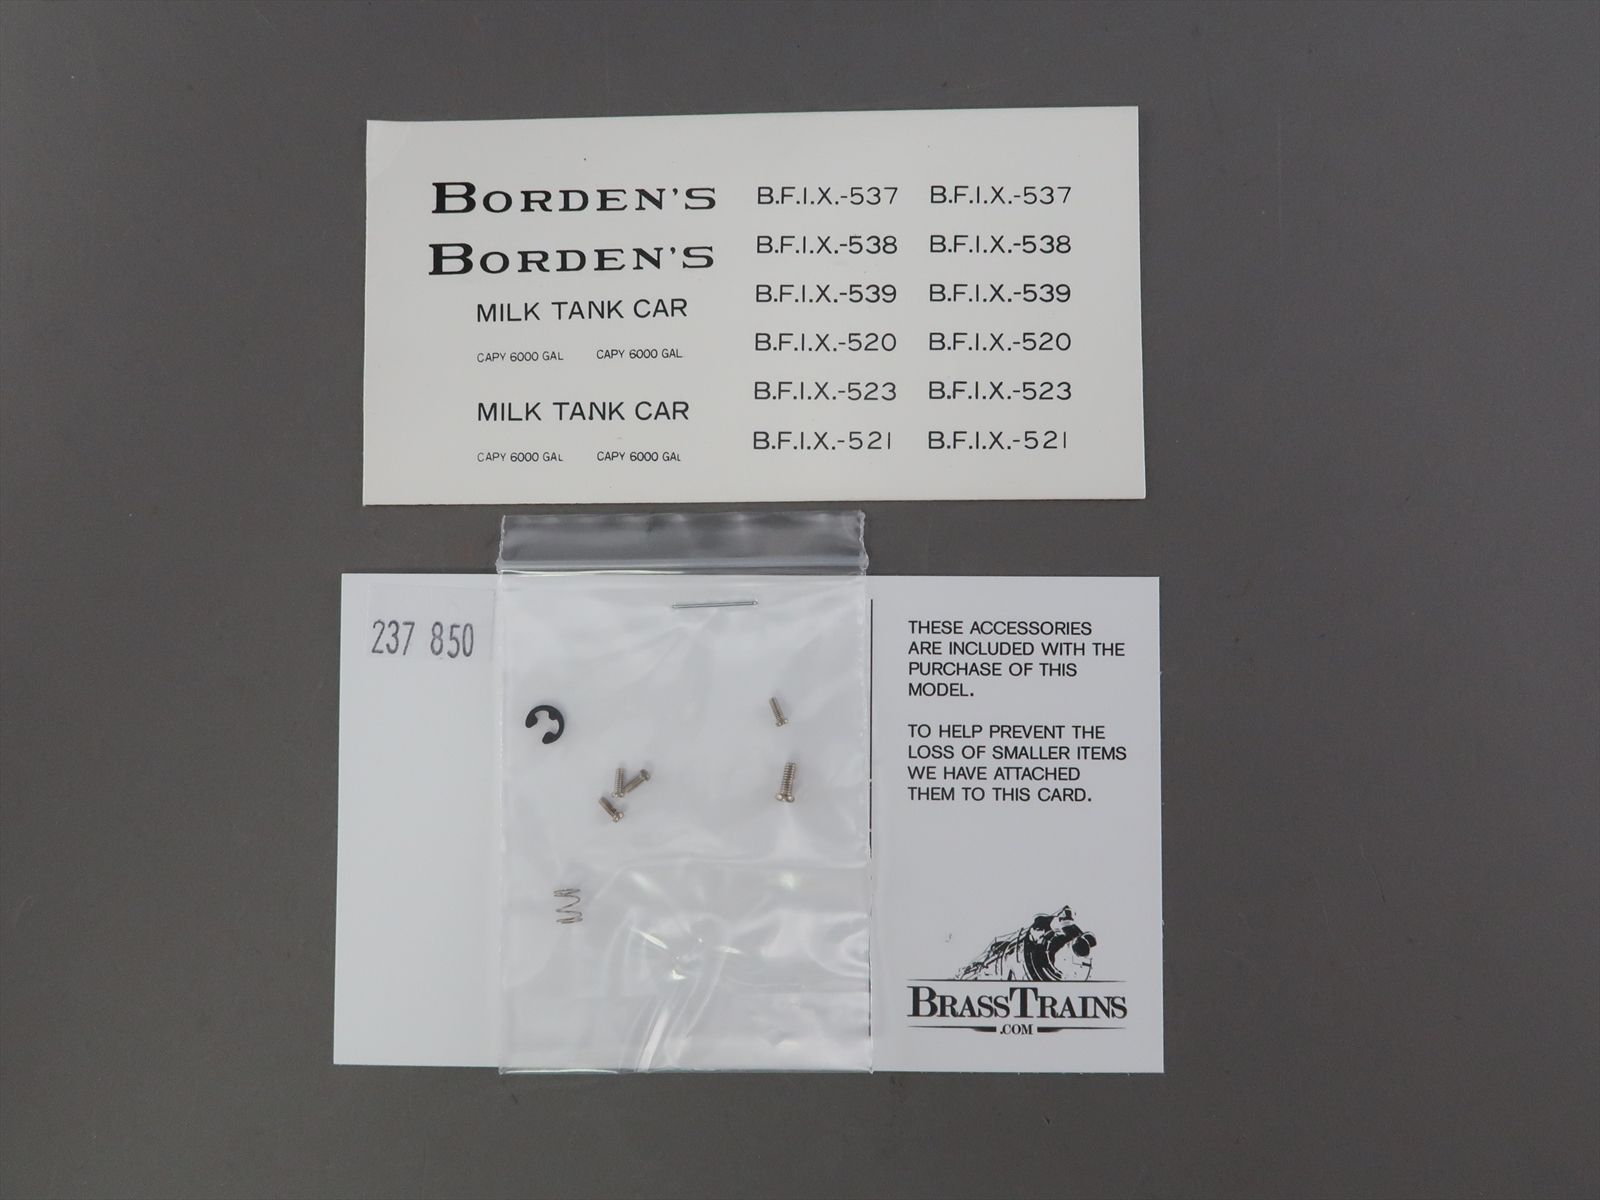 BORDEN'S
BORDEN'S
MILK TANK CAR
CAPY 6000 GAL CAPY 6000 GAL
MILK TANK CAR
CAPY 6000 GAL CAPY 6000 GAL
B.F.I.X.-537 B.F.I.X.-537
B.F.I.X.-538 B.F.I.X.-538
B.F.I.X.-539 B.F.I.X.-539
B.F.I.X.-520 B.F.I.X.-520
B.F.I.X.-523 B.F.I.X.-523
B.F.I.X.-521 B.F.I.X.-521
237 850
THESE ACCESSORIES
ARE INCLUDED WITH THE
PURCHASE OF THIS
MODEL.
TO HELP PREVENT THE
LOSS OF SMALLER ITEMS
WE HAVE ATTACHED
THEM TO THIS CARD.
BRASSTRAINS
.COM